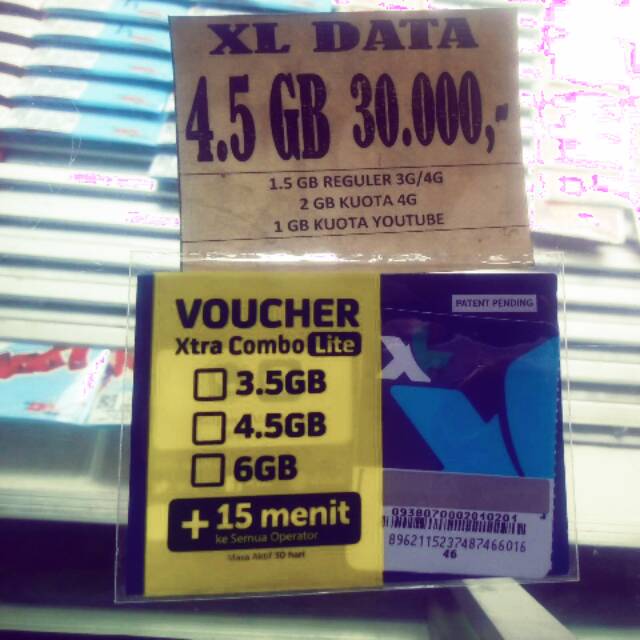 XL DATA
4.5 GB 30.000,-
1.5 GB REGULER 3G/4G
2 GB KUOTA 4G
1 GB KUOTA YOUTUBE
VOUCHER
Xtra Combo Lite
3.5GB
4.5GB
6GB
+ 15 menit
ke Semua Operator
Masa Aktif 30 hari
PATENT PENDING
XL
0938070002010201
8962115237487466016
46